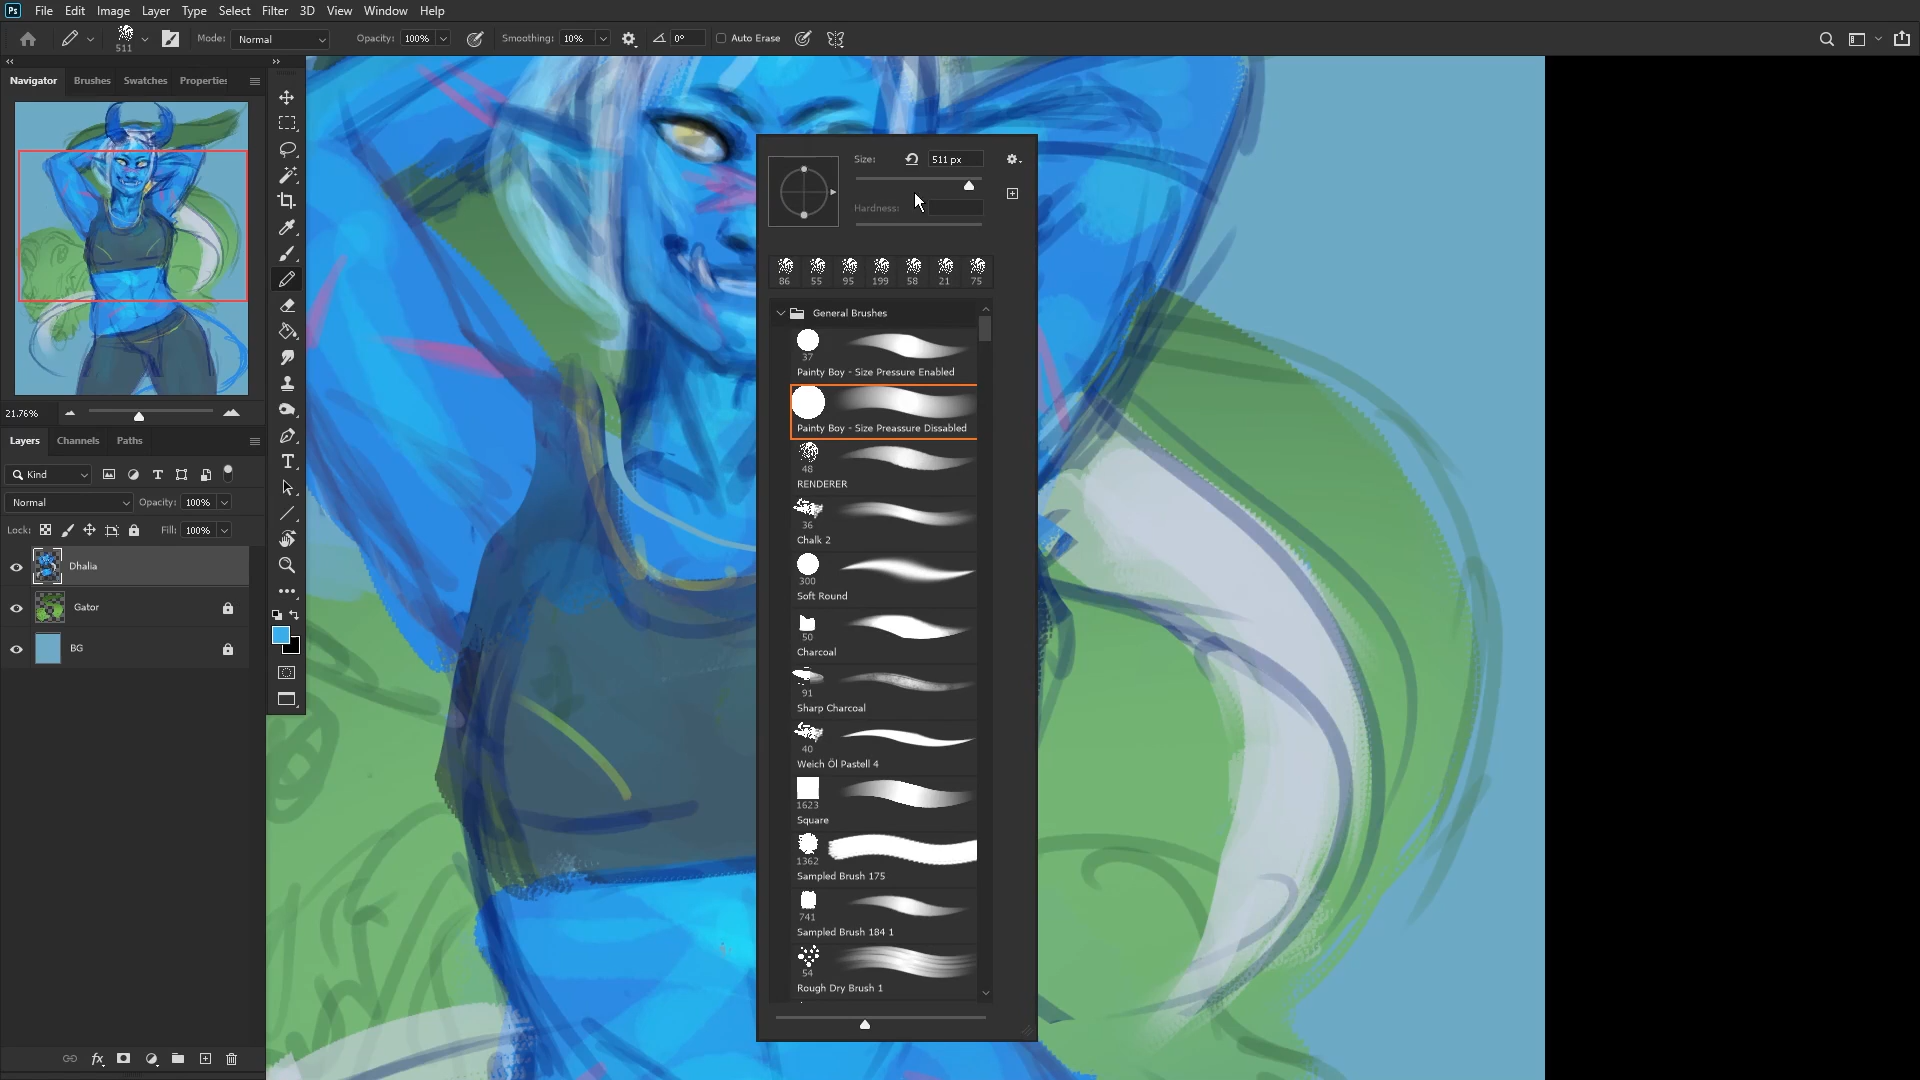 Ps File Edit Image Layer Type Select Filter 3D View Window Help
511 Mode: Normal Opacity: 100% Smoothing: 10% 0° Auto Erase
Navigator Brushes Swatches Properties
21.76%
Layers Channels Paths
Kind
Normal Opacity: 100%
Lock: Fill: 100%
Dhalia
Gator
BG
fx
Size: 511 px
Hardness:
86 55 95 199 58 21 75
General Brushes
37
Painty Boy - Size Pressure Enabled
Painty Boy - Size Preassure Dissabled
48
RENDERER
36
Chalk 2
300
Soft Round
50
Charcoal
91
Sharp Charcoal
40
Weich Öl Pastell 4
1623
Square
1362
Sampled Brush 175
741
Sampled Brush 184 1
54
Rough Dry Brush 1